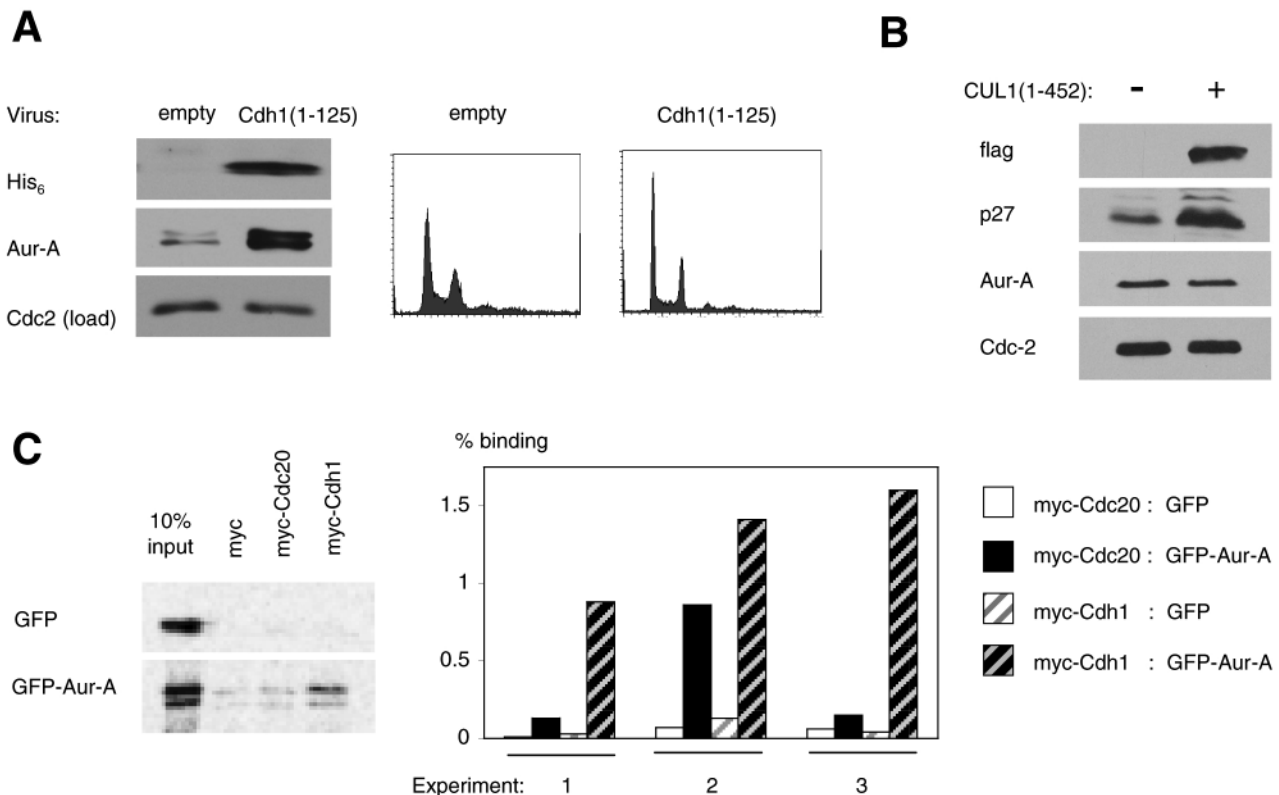 A
Virus: empty Cdh1(1-125) empty Cdh1(1-125)
His6
Aur-A
Cdc2 (load)
B
CUL1(1-452): - +
flag
p27
Aur-A
Cdc-2
C
10% input
myc
myc-Cdc20
myc-Cdh1
GFP
GFP-Aur-A
% binding
1.5
1
0.5
0
Experiment: 1 2 3
myc-Cdc20 : GFP
myc-Cdc20 : GFP-Aur-A
myc-Cdh1 : GFP
myc-Cdh1 : GFP-Aur-A